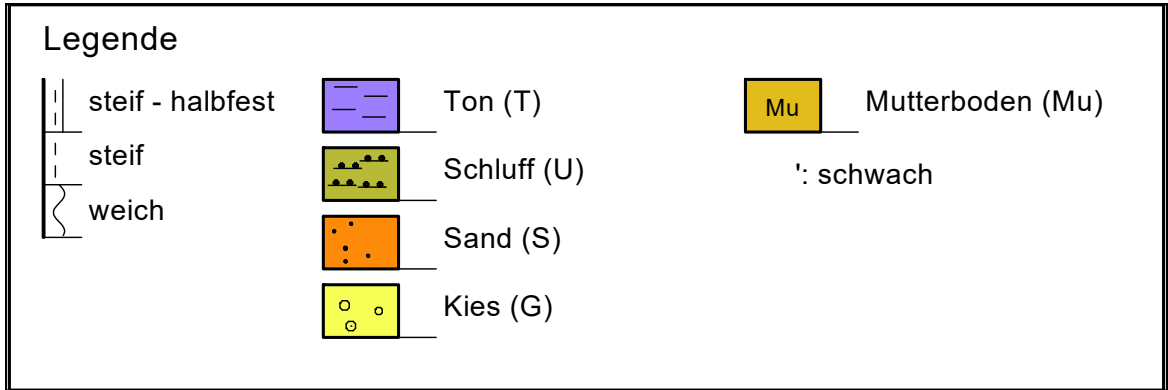 Legende
steif - halbfest
steif
weich
Ton (T)
Schluff (U)
Sand (S)
Kies (G)
Mu
Mutterboden (Mu)
': schwach